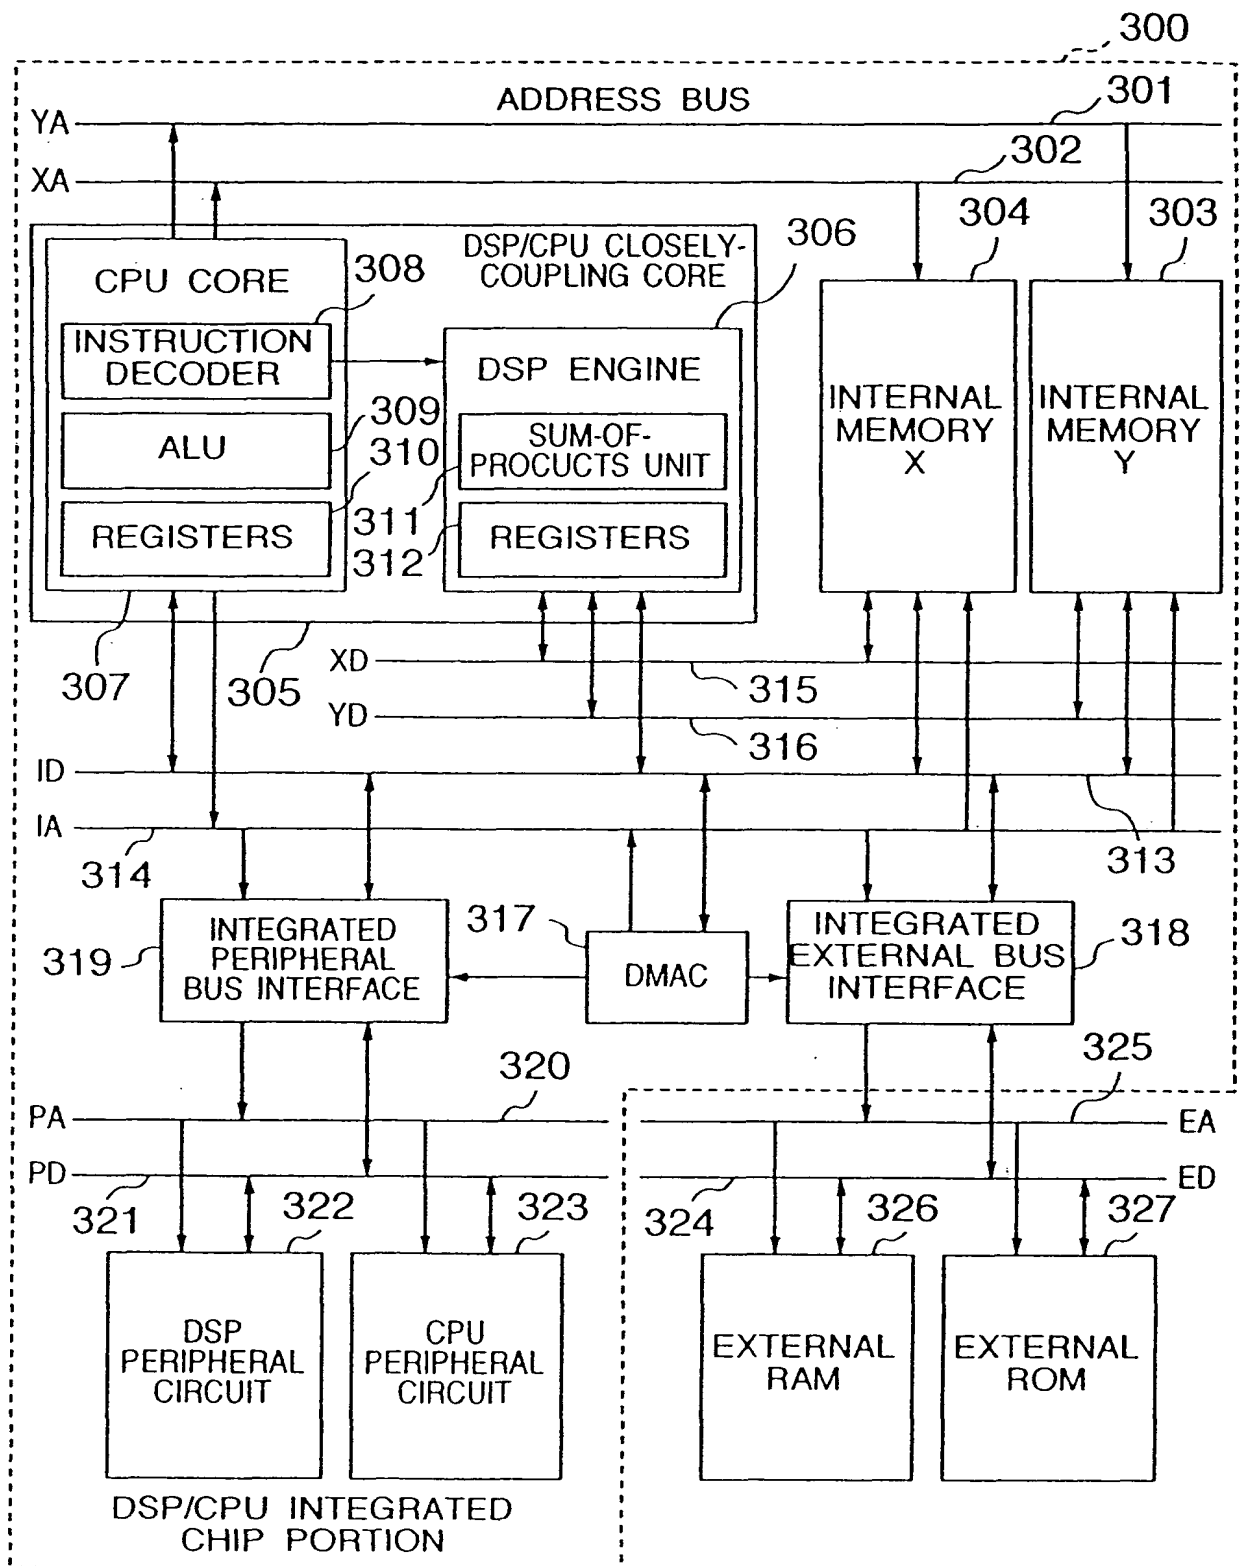 300
ADDRESS BUS
301
YA
302
XA
304
303
DSP/CPU CLOSELY-
COUPLING CORE
306
CPU CORE
308
INSTRUCTION
DECODER
DSP ENGINE
INTERNAL
MEMORY
X
INTERNAL
MEMORY
Y
309
ALU
SUM-OF-
PROCUCTS UNIT
310
311
REGISTERS
312
REGISTERS
307
305
XD
315
YD
316
ID
IA
314
313
317
INTEGRATED
PERIPHERAL
BUS INTERFACE
319
DMAC
INTEGRATED
EXTERNAL BUS
INTERFACE
318
320
325
PA
EA
PD
ED
321
322
323
324
326
327
DSP
PERIPHERAL
CIRCUIT
CPU
PERIPHERAL
CIRCUIT
EXTERNAL
RAM
EXTERNAL
ROM
DSP/CPU INTEGRATED
CHIP PORTION